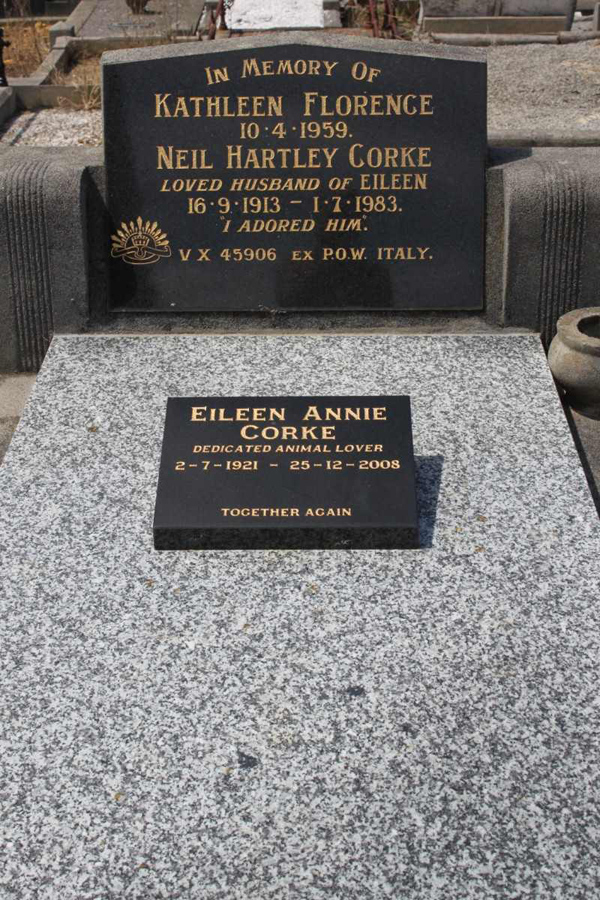 IN MEMORY OF
KATHLEEN FLORENCE
10·4·1959.
NEIL HARTLEY CORKE
LOVED HUSBAND OF EILEEN
16·9·1913 – 1·7·1983.
"I ADORED HIM".
VX 45906 EX P.O.W. ITALY.
EILEEN ANNIE
CORKE
DEDICATED ANIMAL LOVER
2-7-1921 - 25-12-2008
TOGETHER AGAIN